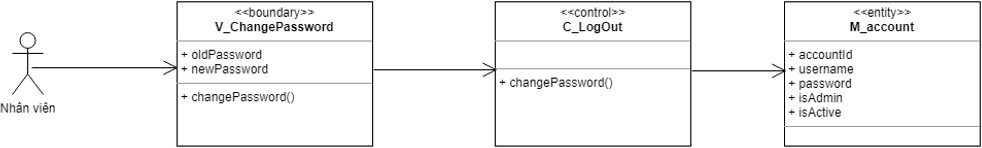 Nhân viên
<<boundary>>
V_ChangePassword
+ oldPassword
+ newPassword
+ changePassword()
<<control>>
C_LogOut
+ changePassword()
<<entity>>
M_account
+ accountId
+ username
+ password
+ isAdmin
+ isActive